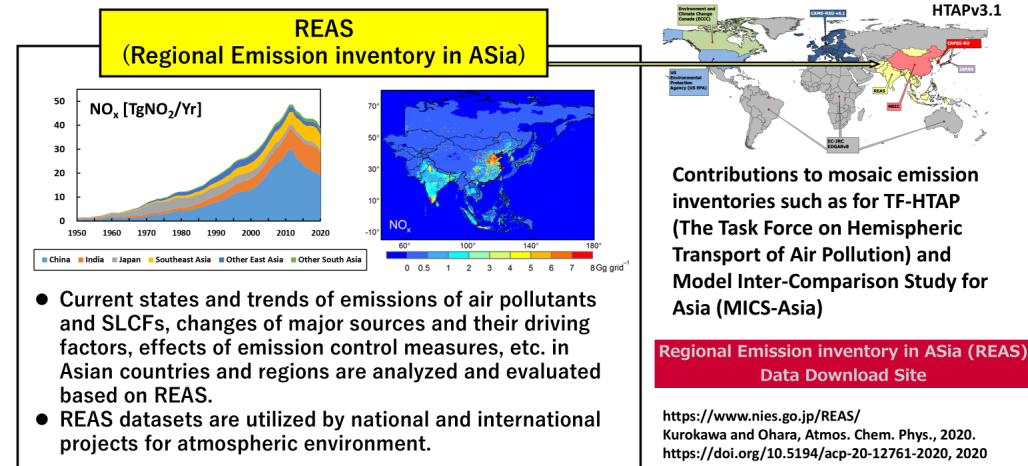 REAS
(Regional Emission inventory in ASia)
NOx [TgNO2/Yr]
50
40
30
20
10
0
1950 1960 1970 1980 1990 2000 2010 2020
China India Japan Southeast Asia Other East Asia Other South Asia
70°
50°
30°
10°
-10°
NOx
60° 100° 140° 180°
0 0.5 1 2 3 4 5 6 7 8 Gg grid⁻¹
● Current states and trends of emissions of air pollutants
and SLCFs, changes of major sources and their driving
factors, effects of emission control measures, etc. in
Asian countries and regions are analyzed and evaluated
based on REAS.
● REAS datasets are utilized by national and international
projects for atmospheric environment.
HTAPv3.1
Environment and
Climate Change
Canada (ECCC)
CAMS-REG-v6.1
CAPSS-KU
JAPAN
US
Environmental
Protection
Agency (US EPA)
REAS
MEIC
EC-JRC
EDGARv8
Contributions to mosaic emission
inventories such as for TF-HTAP
(The Task Force on Hemispheric
Transport of Air Pollution) and
Model Inter-Comparison Study for
Asia (MICS-Asia)
Regional Emission inventory in ASia (REAS)
Data Download Site
https://www.nies.go.jp/REAS/
Kurokawa and Ohara, Atmos. Chem. Phys., 2020.
https://doi.org/10.5194/acp-20-12761-2020, 2020